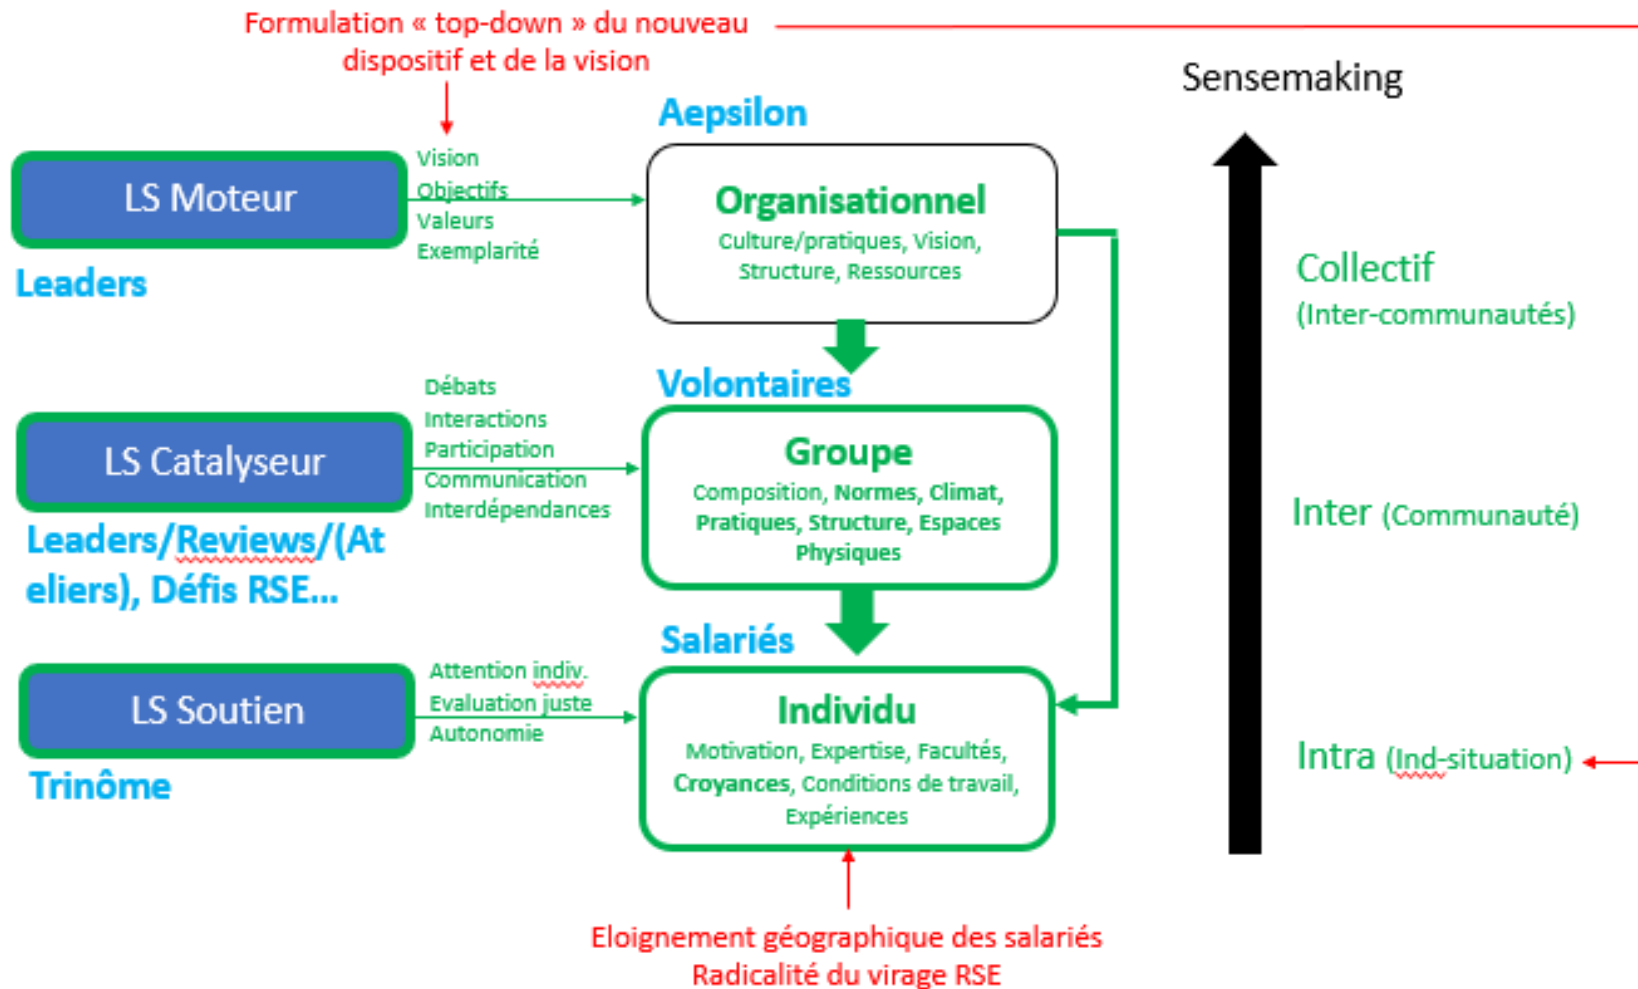 Formulation « top-down » du nouveau
dispositif et de la vision
Sensemaking
Aepsilon
LS Moteur
Vision
Objectifs
Valeurs
Exemplarité
Organisationnel
Culture/pratiques, Vision,
Structure, Ressources
Leaders
Collectif
(Inter-communautés)
Volontaires
LS Catalyseur
Débats
Interactions
Participation
Communication
Interdépendances
Groupe
Composition, Normes, Climat,
Pratiques, Structure, Espaces
Physiques
Inter (Communauté)
Leaders/Reviews/(At
eliers), Défis RSE...
Salariés
LS Soutien
Attention indiv.
Evaluation juste
Autonomie
Individu
Motivation, Expertise, Facultés,
Croyances, Conditions de travail,
Expériences
Intra (Ind-situation)
Trinôme
Eloignement géographique des salariés
Radicalité du virage RSE